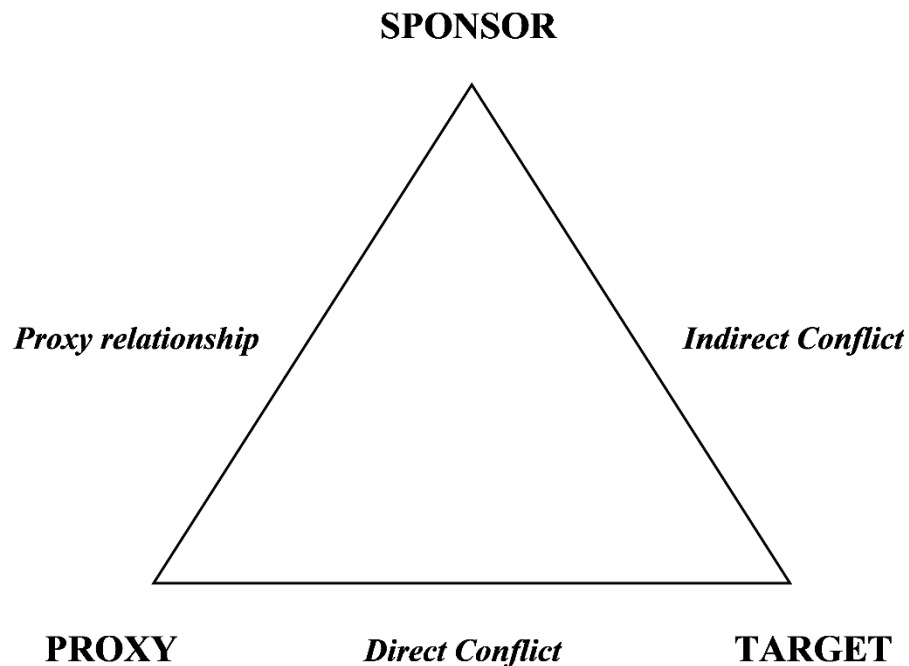 SPONSOR
Proxy relationship
Indirect Conflict
PROXY
Direct Conflict
TARGET